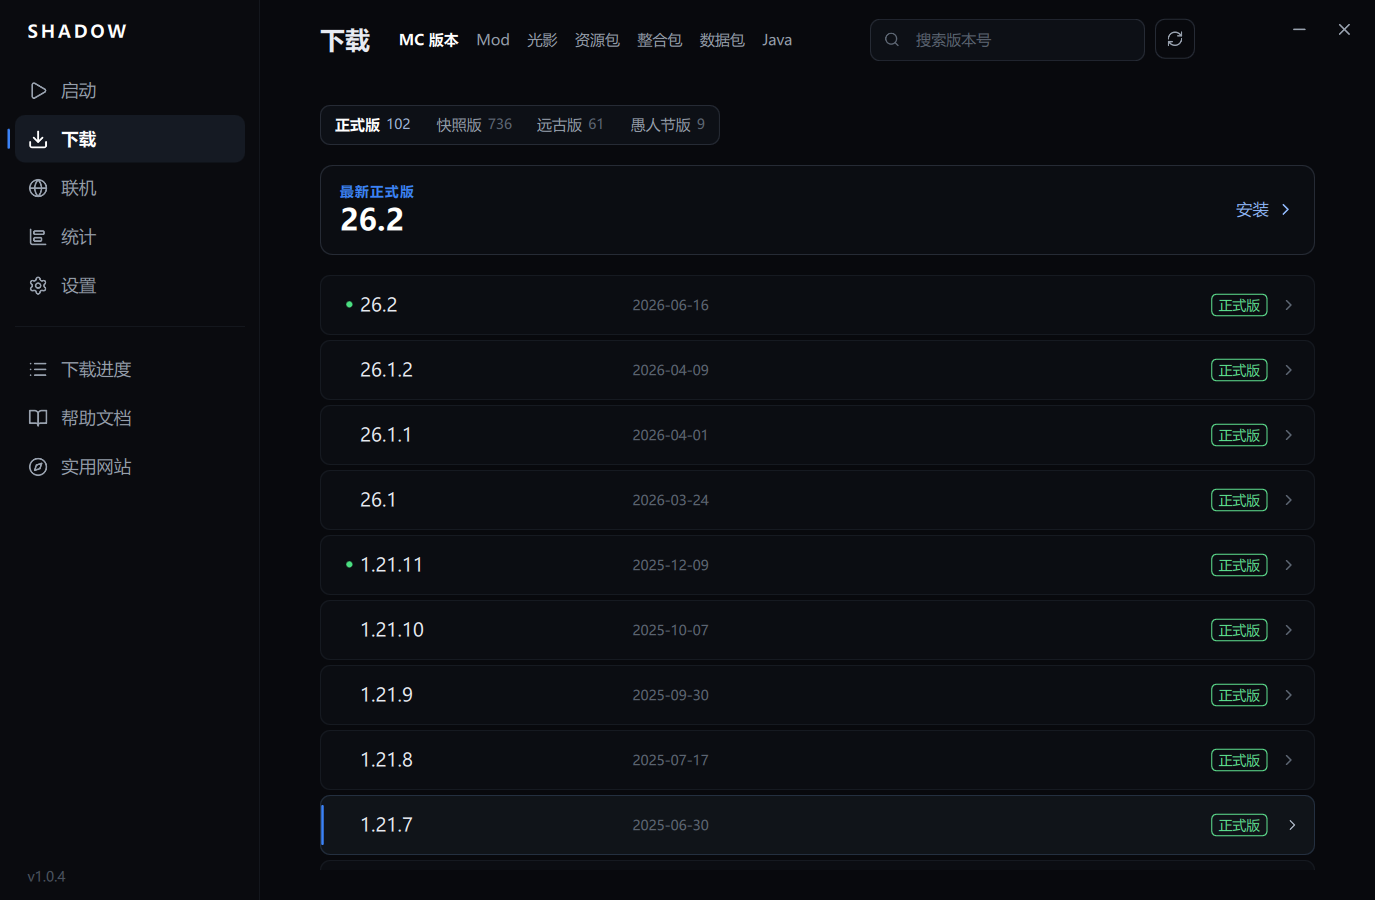 SHADOW
启动
下载
联机
统计
设置
下载进度
帮助文档
实用网站
v1.0.4
下载 MC 版本 Mod 光影 资源包 整合包 数据包 Java 搜索版本号
正式版 102 快照版 736 远古版 61 愚人节版 9
最新正式版
26.2
安装
26.2 2026-06-16 正式版
26.1.2 2026-04-09 正式版
26.1.1 2026-04-01 正式版
26.1 2026-03-24 正式版
1.21.11 2025-12-09 正式版
1.21.10 2025-10-07 正式版
1.21.9 2025-09-30 正式版
1.21.8 2025-07-17 正式版
1.21.7 2025-06-30 正式版